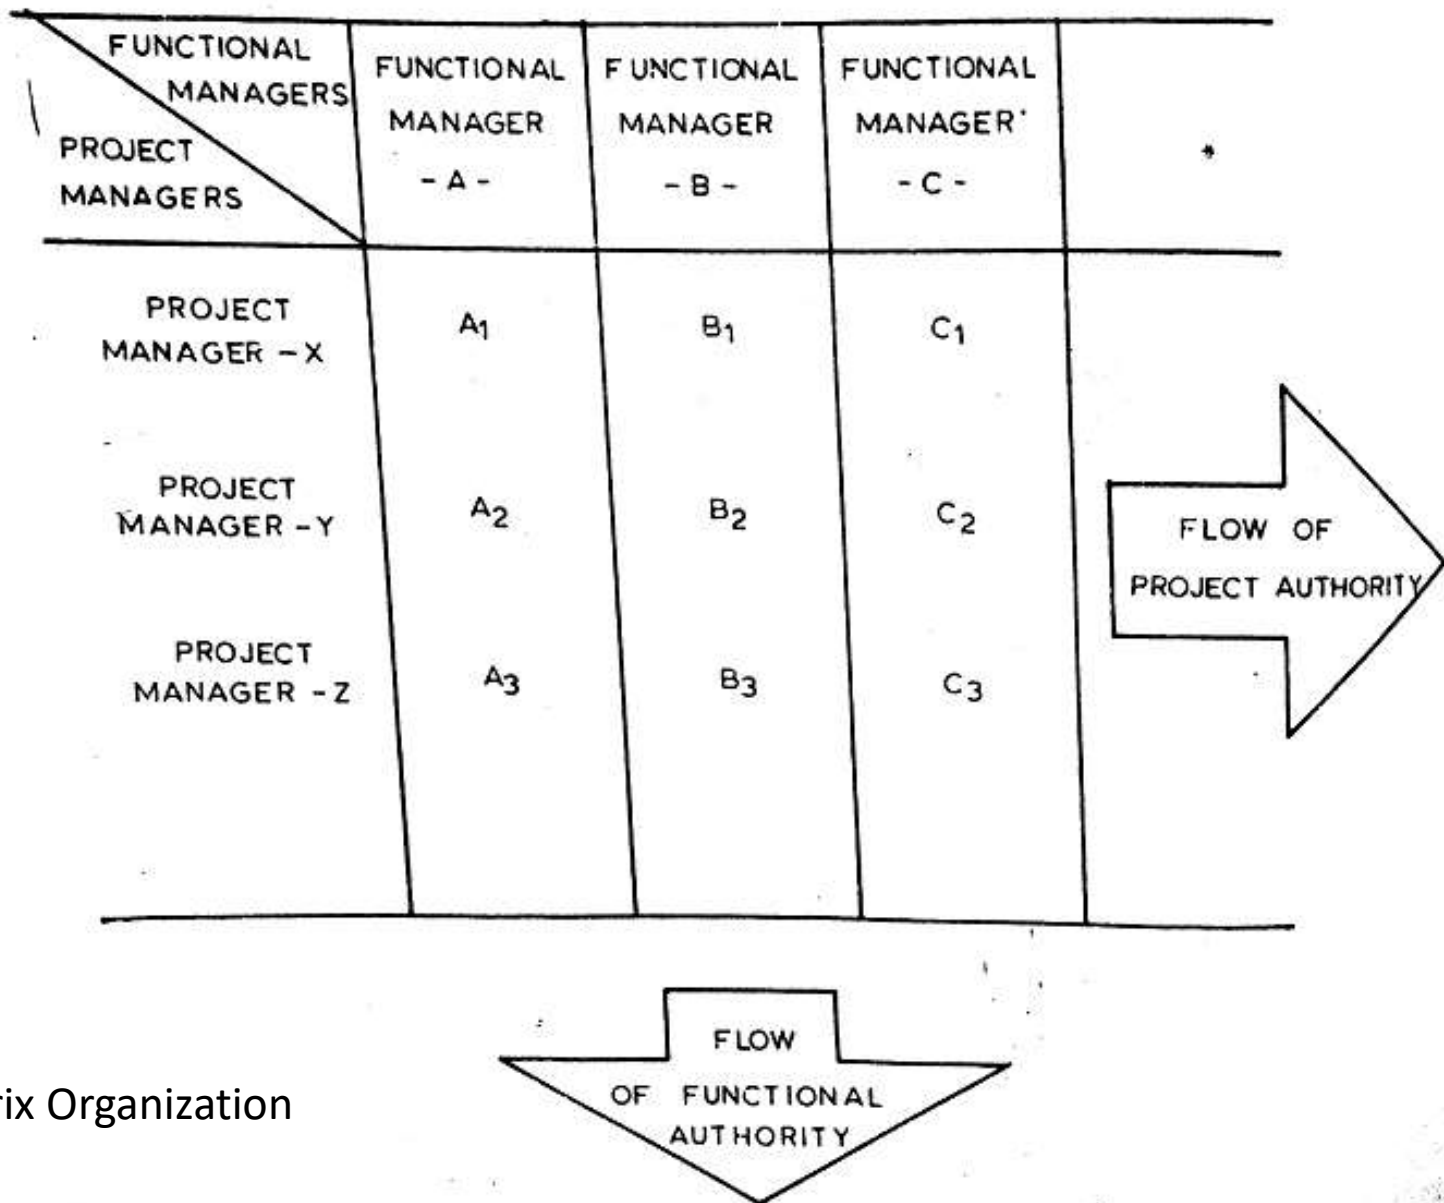 FUNCTIONAL
MANAGERS
PROJECT
MANAGERS
FUNCTIONAL
MANAGER
- A -
FUNCTIONAL
MANAGER
- B -
FUNCTIONAL
MANAGER
- C -
PROJECT
MANAGER - X
A1
B1
C1
PROJECT
MANAGER - Y
A2
B2
C2
PROJECT
MANAGER - Z
A3
B3
C3
FLOW OF
PROJECT AUTHORITY
FLOW
OF FUNCTIONAL
AUTHORITY
rix Organization